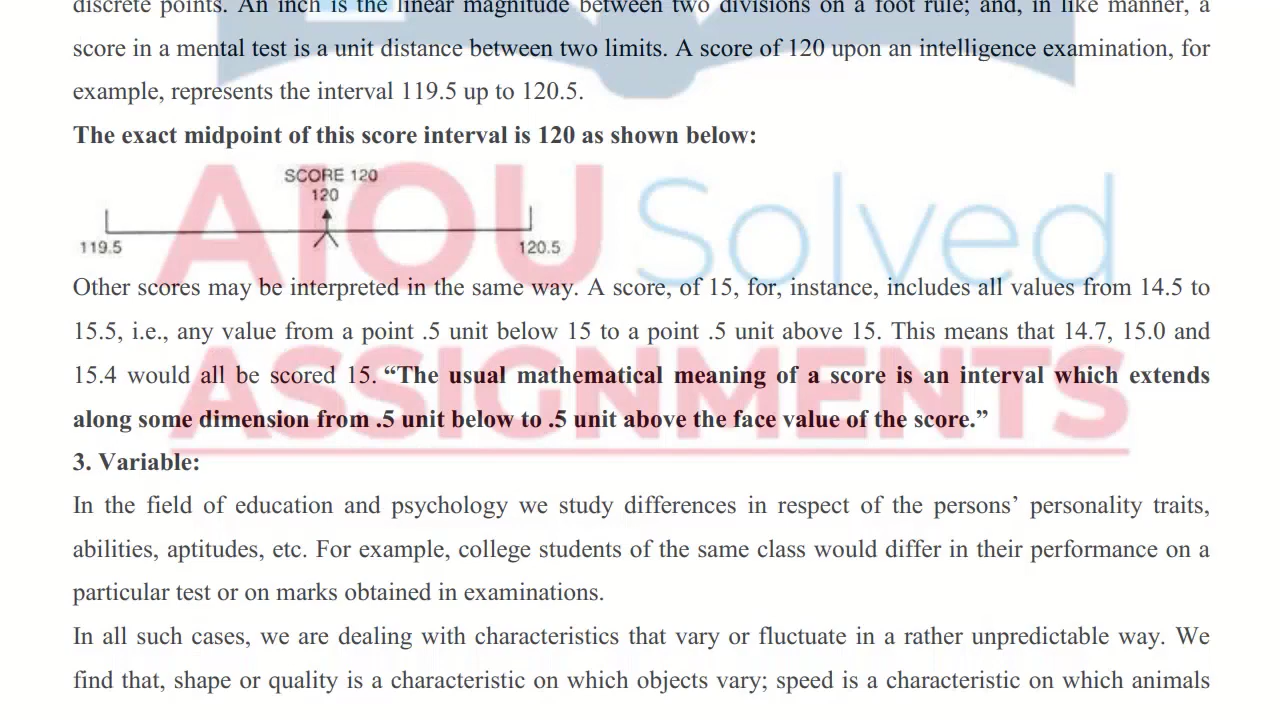 discrete points. An inch is the linear magnitude between two divisions on a foot rule; and, in like manner, a
score in a mental test is a unit distance between two limits. A score of 120 upon an intelligence examination, for
example, represents the interval 119.5 up to 120.5.
The exact midpoint of this score interval is 120 as shown below:
SCORE 120
120
119.5
120.5
AIOU Solved
Other scores may be interpreted in the same way. A score, of 15, for, instance, includes all values from 14.5 to
15.5, i.e., any value from a point .5 unit below 15 to a point .5 unit above 15. This means that 14.7, 15.0 and
15.4 would all be scored 15. “The usual mathematical meaning of a score is an interval which extends
along some dimension from .5 unit below to .5 unit above the face value of the score.”
ASSIGNMENTS
3. Variable:
In the field of education and psychology we study differences in respect of the persons’ personality traits,
abilities, aptitudes, etc. For example, college students of the same class would differ in their performance on a
particular test or on marks obtained in examinations.
In all such cases, we are dealing with characteristics that vary or fluctuate in a rather unpredictable way. We
find that, shape or quality is a characteristic on which objects vary; speed is a characteristic on which animals